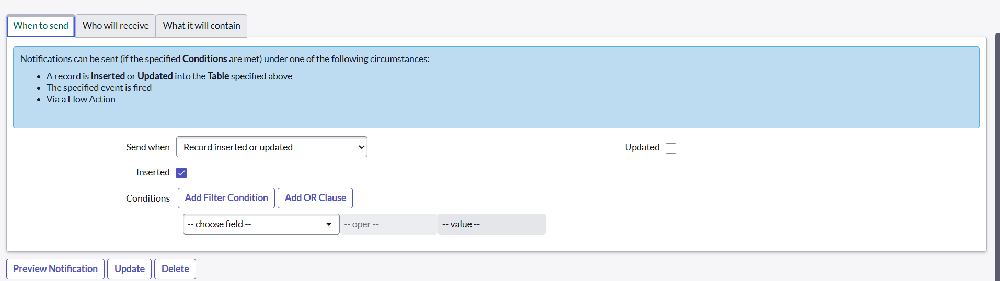 When to send
Who will receive
What it will contain
Notifications can be sent (if the specified Conditions are met) under one of the following circumstances:
A record is Inserted or Updated into the Table specified above
The specified event is fired
Via a Flow Action
Send when
Record inserted or updated
Updated
Inserted
Conditions
Add Filter Condition
Add OR Clause
-- choose field --
-- oper --
-- value --
Preview Notification
Update
Delete